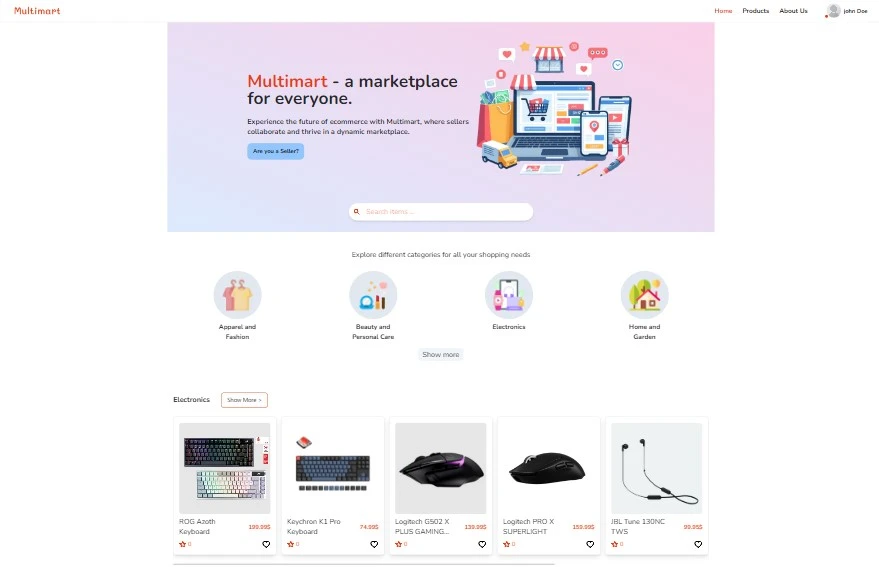 Multimart
Home Products About Us John Doe
Multimart - a marketplace
for everyone.
Experience the future of ecommerce with Multimart, where sellers
collaborate and thrive in a dynamic marketplace.
Are you a Seller?
Search items ...
Explore different categories for all your shopping needs
Apparel and
Fashion
Beauty and
Personal Care
Electronics
Home and
Garden
Show more
Electronics Show More >
ROG Azoth
Keyboard
199.99$
0
Keychron K1 Pro
Keyboard
74.99$
0
Logitech G502 X
PLUS GAMING...
139.99$
0
Logitech PRO X
SUPERLIGHT
159.99$
0
JBL Tune 130NC
TWS
99.95$
0